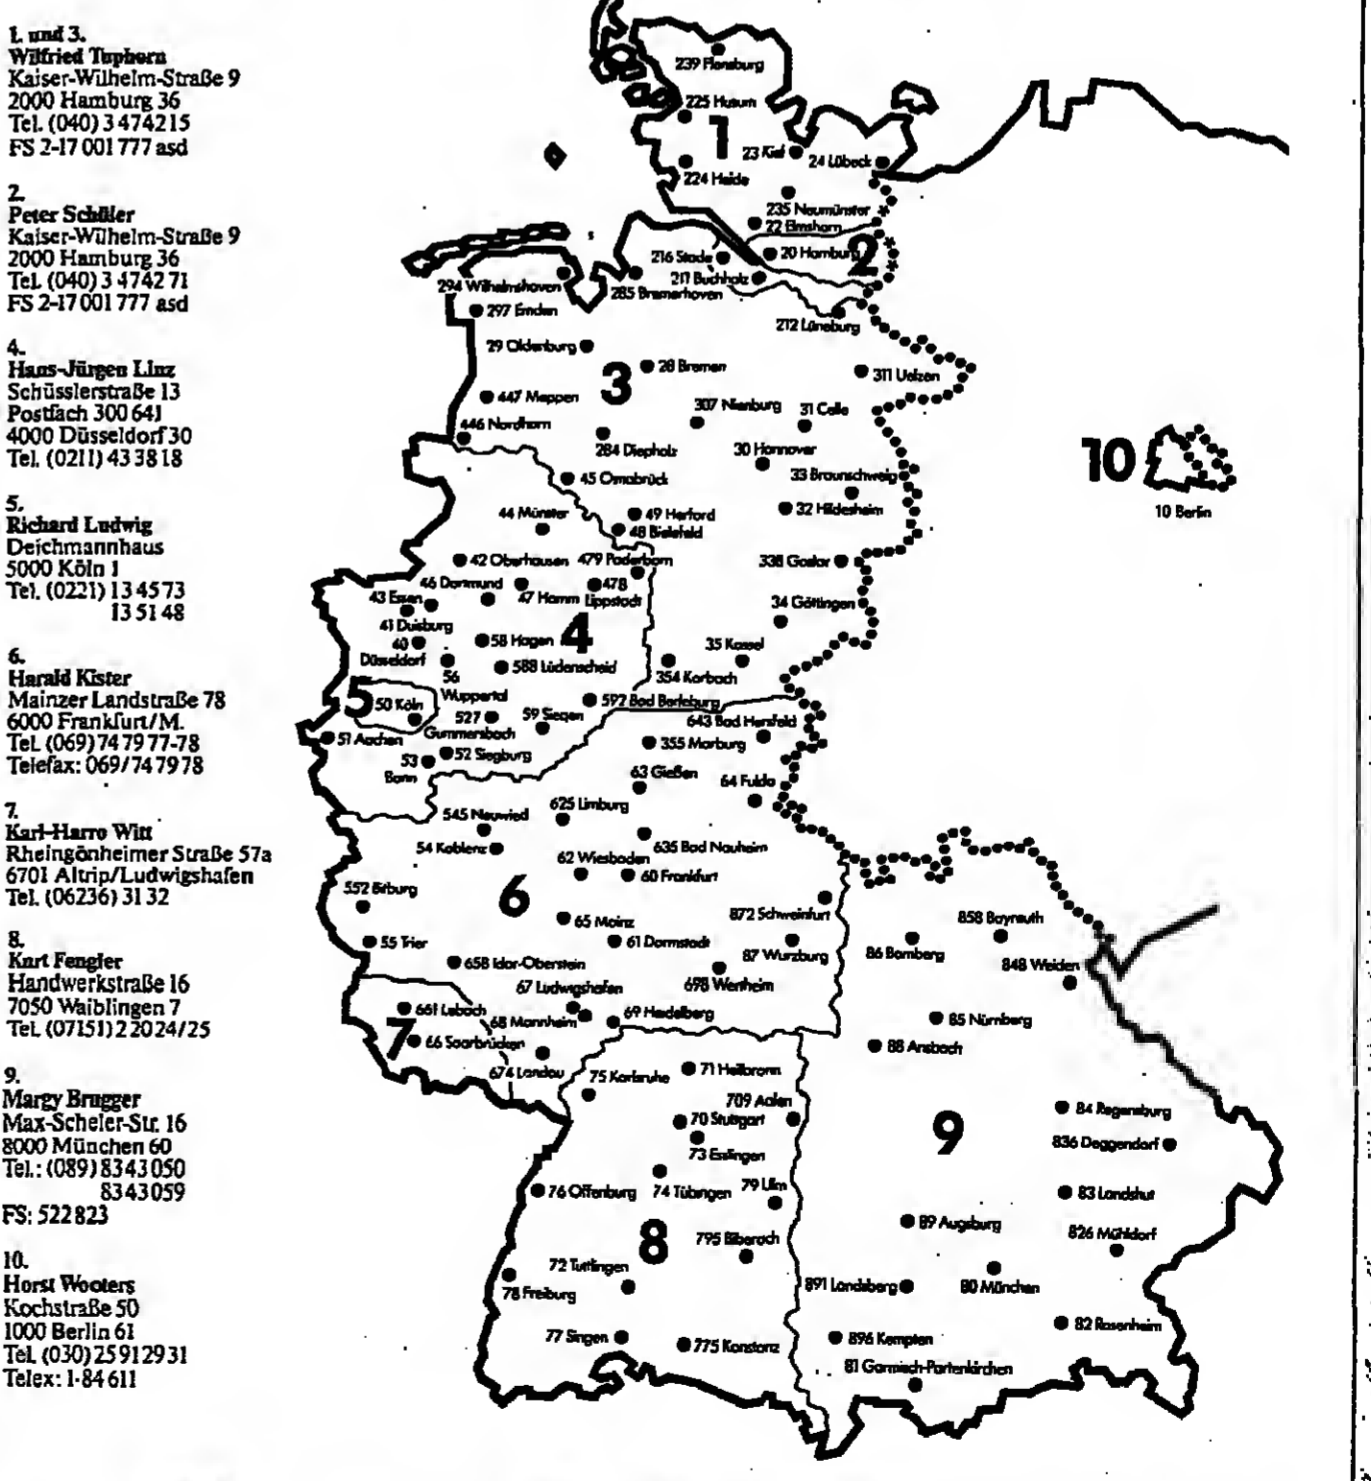 1. und 3.
Wilfried Tuphorn
Kaiser-Wilhelm-Straße 9
2000 Hamburg 36
Tel. (040) 3 47 42 15
FS 2-17 001 777 asd
2.
Peter Schüler
Kaiser-Wilhelm-Straße 9
2000 Hamburg 36
Tel. (040) 3 47 42 71
FS 2-17 001 777 asd
4.
Hans-Jürgen Linz
Schüsslerstraße 13
Postfach 300 641
4000 Düsseldorf 30
Tel. (0211) 43 38 18
5.
Richard Ludwig
Deichmannhaus
5000 Köln 1
Tel. (0221) 13 45 73
13 51 48
6.
Harald Kister
Mainzer Landstraße 78
6000 Frankfurt/M.
Tel. (069) 74 79 77-78
Telefax: 069/74 79 78
7.
Karl-Harro Witt
Rheingönheimer Straße 57a
6701 Altrip/Ludwigshafen
Tel. (06236) 31 32
8.
Kurt Fengler
Handwerkstraße 16
7050 Waiblingen 7
Tel. (07151) 2 20 24/25
9.
Margy Brugger
Max-Scheler-Str. 16
8000 München 60
Tel.: (089) 8 34 30 50
8 34 30 59
FS: 5 22 823
10.
Horst Wouters
Kochstraße 50
1000 Berlin 61
Tel. (030) 25 91 29 31
Telex: 1-84 611
239 Flensburg
225 Husum
1
23 Kiel
24 Lübeck
224 Heide
235 Neumünster
22 Elmshorn
216 Stade
20 Hamburg
2
217 Buchholz
294 Wilhelmshaven
285 Bremerhaven
297 Emden
212 Lüneburg
29 Oldenburg
28 Bremen
3
311 Uelzen
447 Meppen
307 Nienburg
31 Celle
446 Nordhorn
284 Diepholz
30 Hannover
10
45 Osnabrück
33 Braunschweig
44 Münster
49 Herford
32 Hildesheim
10 Berlin
48 Bielefeld
42 Oberhausen
479 Paderborn
338 Goslar
46 Dortmund
478
Lippstadt
43 Essen
47 Hamm
34 Göttingen
41 Duisburg
4
40
Düsseldorf
58 Hagen
35 Kassel
56
Wuppertal
588 Lüdenscheid
354 Korbach
5
50 Köln
592 Bad Berleburg
527
Gummersbach
59 Siegen
643 Bad Hersfeld
51 Aachen
355 Marburg
53
Bonn
52 Siegburg
63 Gießen
64 Fulda
545 Neuwied
625 Limburg
54 Koblenz
635 Bad Nauheim
62 Wiesbaden
60 Frankfurt
552 Bitburg
6
872 Schweinfurt
858 Bayreuth
65 Mainz
55 Trier
61 Darmstadt
87 Würzburg
86 Bamberg
848 Weiden
658 Idar-Oberstein
698 Wertheim
67 Ludwigshafen
661 Lebach
68 Mannheim
69 Heidelberg
85 Nürnberg
7
66 Saarbrücken
88 Ansbach
674 Landau
75 Karlsruhe
71 Heilbronn
709 Aalen
84 Regensburg
70 Stuttgart
9
836 Deggendorf
73 Esslingen
76 Offenburg
74 Tübingen
79 Ulm
83 Landshut
89 Augsburg
826 Mühldorf
8
795 Biberach
72 Tuttlingen
78 Freiburg
891 Landsberg
80 München
77 Singen
775 Konstanz
896 Kempten
82 Rosenheim
81 Garmisch-Partenkirchen